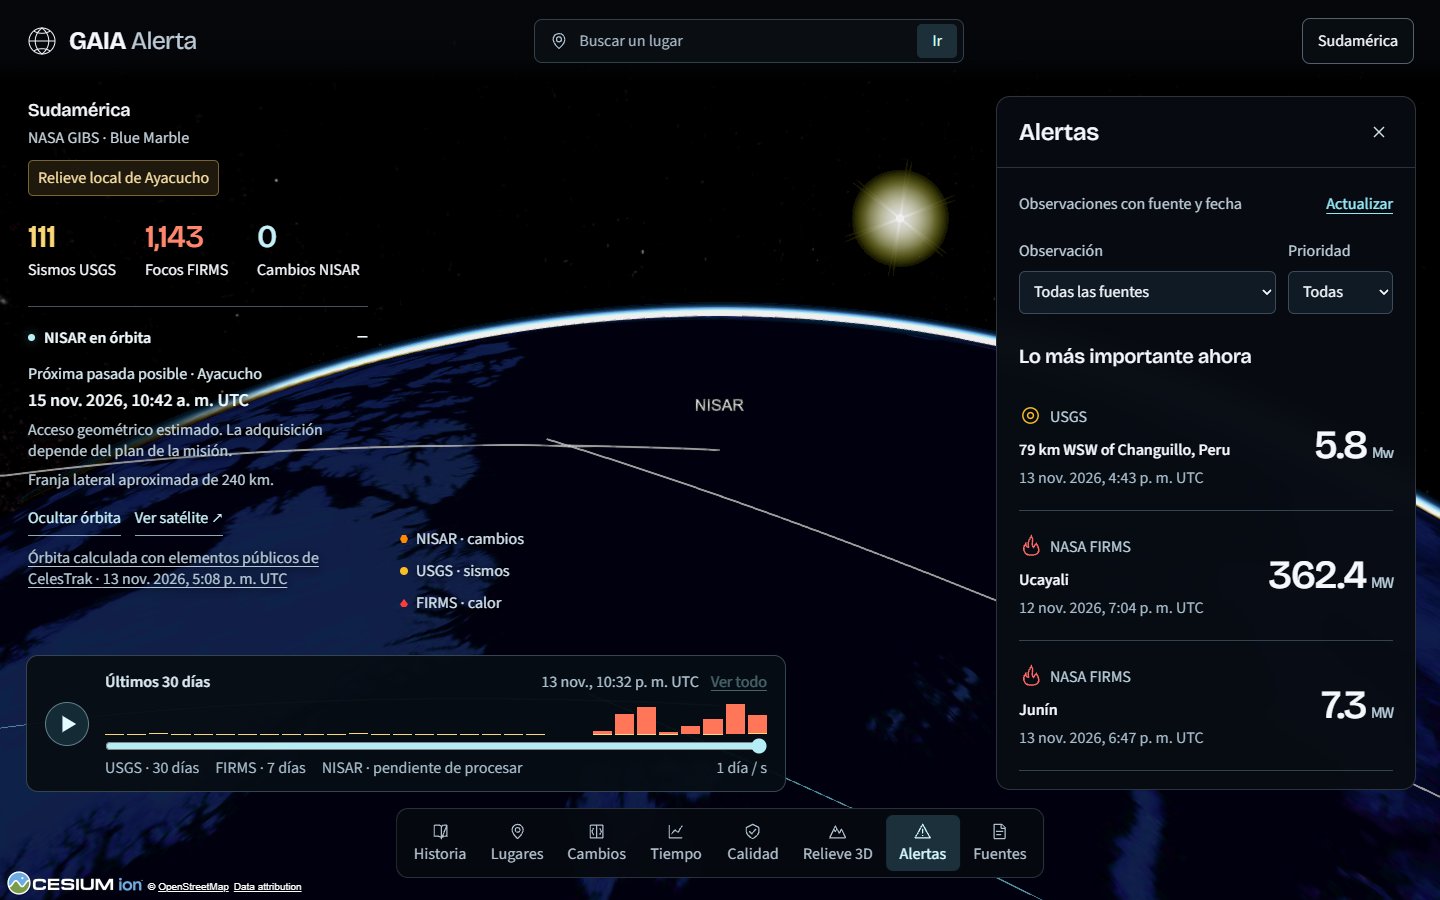 GAIA Alerta
Buscar un lugar
Ir
Sudamérica
Sudamérica
NASA GIBS · Blue Marble
Relieve local de Ayacucho
111
Sismos USGS
1,143
Focos FIRMS
0
Cambios NISAR
NISAR en órbita
Próxima pasada posible · Ayacucho
15 nov. 2026, 10:42 a. m. UTC
Acceso geométrico estimado. La adquisición
depende del plan de la misión.
Franja lateral aproximada de 240 km.
Ocultar órbita Ver satélite ↗
Órbita calculada con elementos públicos de
CelesTrak · 13 nov. 2026, 5:08 p. m. UTC
NISAR
NISAR · cambios
USGS · sismos
FIRMS · calor
Últimos 30 días
13 nov., 10:32 p. m. UTC Ver todo
USGS · 30 días FIRMS · 7 días NISAR · pendiente de procesar
1 día / s
Alertas
Observaciones con fuente y fecha
Actualizar
Observación
Todas las fuentes
Prioridad
Todas
Lo más importante ahora
USGS
79 km WSW of Changuillo, Peru
13 nov. 2026, 4:43 p. m. UTC
5.8 Mw
NASA FIRMS
Ucayali
12 nov. 2026, 7:04 p. m. UTC
362.4 MW
NASA FIRMS
Junín
13 nov. 2026, 6:47 p. m. UTC
7.3 MW
Historia
Lugares
Cambios
Tiempo
Calidad
Relieve 3D
Alertas
Fuentes
CESIUM ion © OpenStreetMap Data attribution